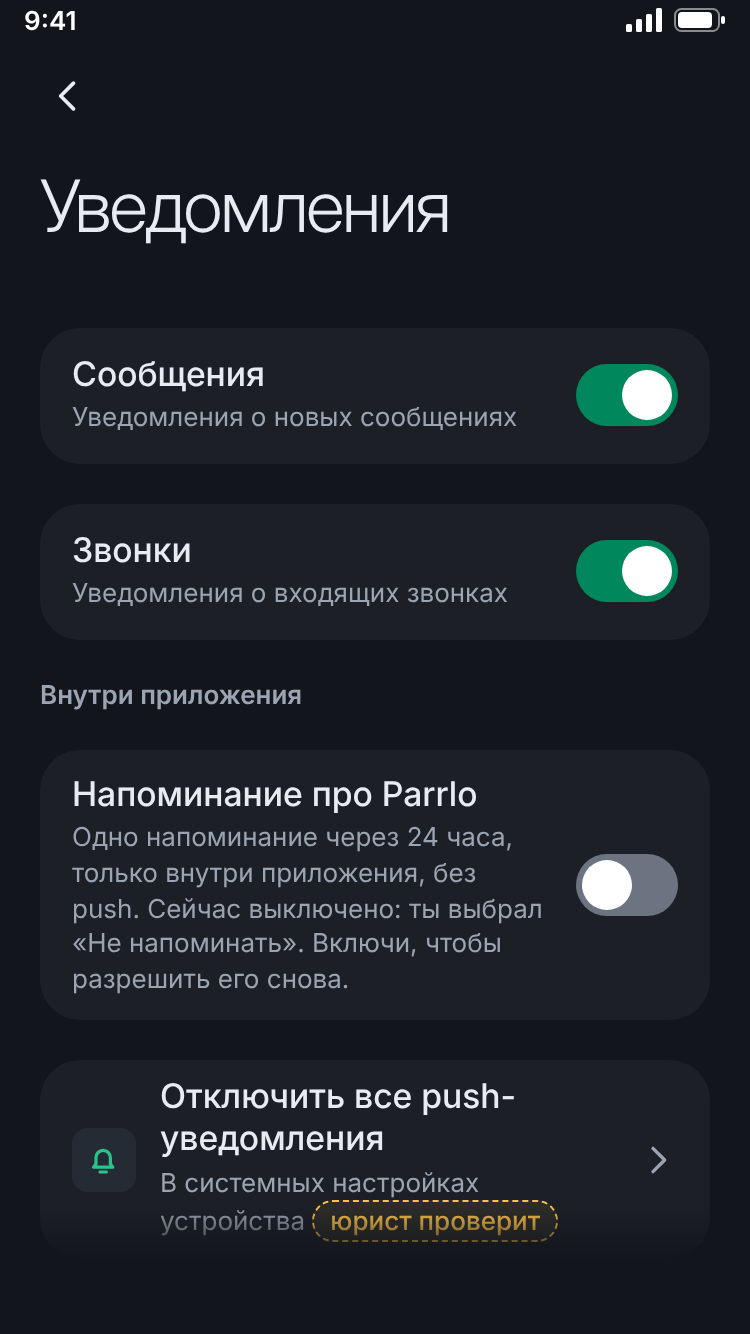 9:41
Уведомления
Сообщения
Уведомления о новых сообщениях
Звонки
Уведомления о входящих звонках
Внутри приложения
Напоминание про Parrlo
Одно напоминание через 24 часа,
только внутри приложения, без
push. Сейчас выключено: ты выбрал
«Не напоминать». Включи, чтобы
разрешить его снова.
Отключить все push-
уведомления
В системных настройках
устройства юрист проверит